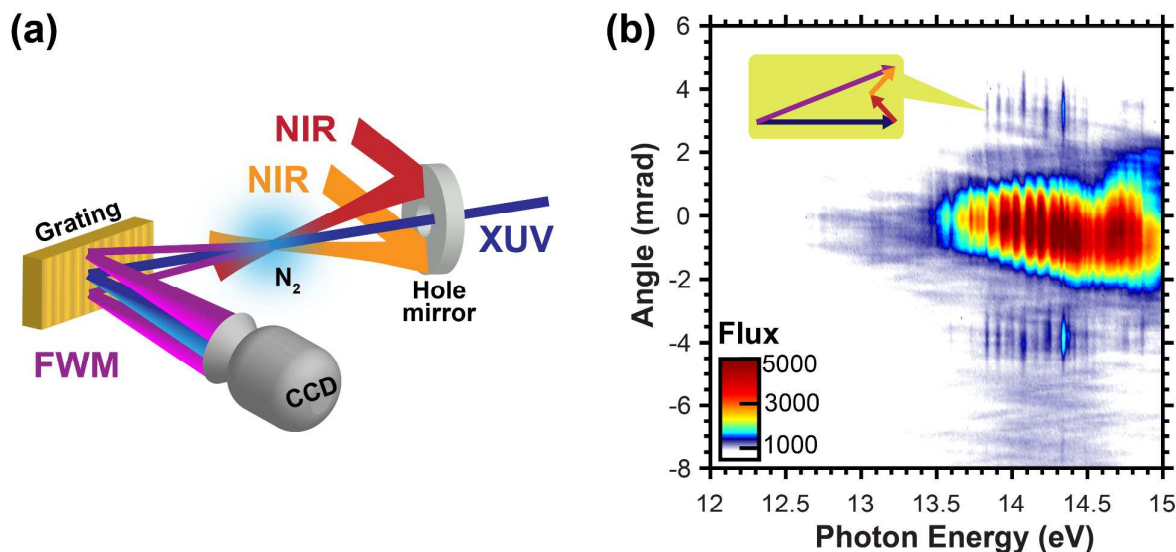 (a)
NIR
NIR
Grating
XUV
N2
Hole
mirror
FWM
CCD
(b)
6
4
2
0
-2
-4
-6
-8
Angle (mrad)
Flux
5000
3000
1000
12
12.5
13
13.5
14
14.5
15
Photon Energy (eV)